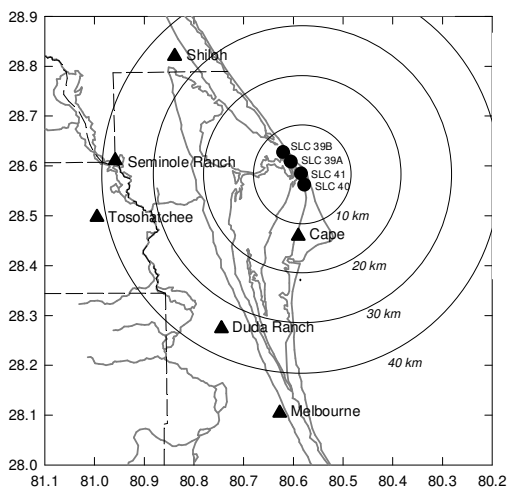 28.9
Shiloh
28.8
28.7
SLC 39B
SLC 39A
28.6
Seminole Ranch
SLC 41
SLC 40
28.5
Tosohatchee
10 km
Cape
28.4
20 km
28.3
30 km
Duda Ranch
28.2
40 km
28.1
Melbourne
28.0
81.1 81.0 80.9 80.8 80.7 80.6 80.5 80.4 80.3 80.2